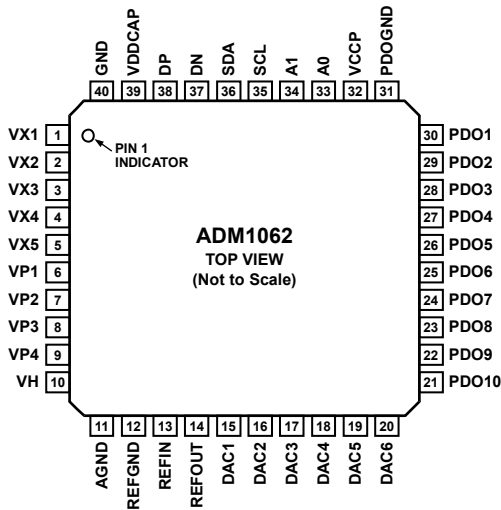 GND
VDDCAP
DP
DN
SDA
SCL
A1
A0
VCCP
PDOGND
40
39
38
37
36
35
34
33
32
31
VX1 1
VX2 2
VX3 3
VX4 4
VX5 5
VP1 6
VP2 7
VP3 8
VP4 9
VH 10
PIN 1
INDICATOR
ADM1062
TOP VIEW
(Not to Scale)
30 PDO1
29 PDO2
28 PDO3
27 PDO4
26 PDO5
25 PDO6
24 PDO7
23 PDO8
22 PDO9
21 PDO10
11
12
13
14
15
16
17
18
19
20
AGND
REFGND
REFIN
REFOUT
DAC1
DAC2
DAC3
DAC4
DAC5
DAC6